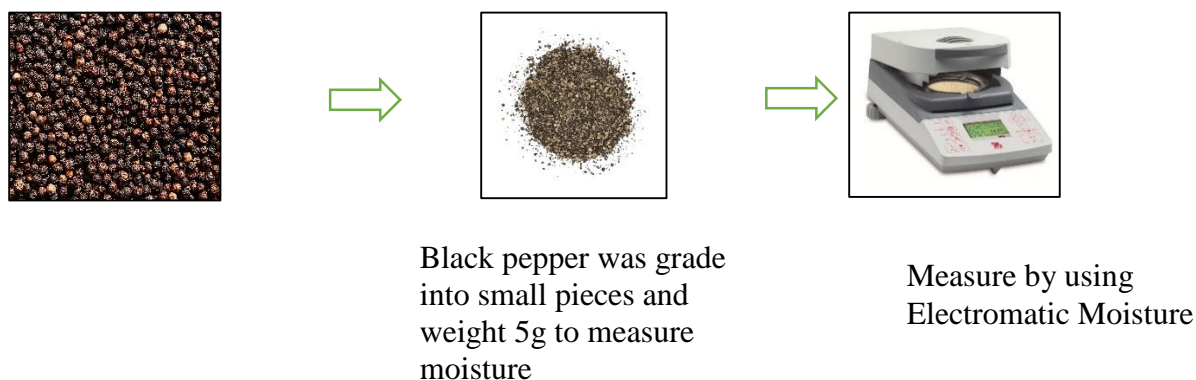 Black pepper was grade
into small pieces and
weight 5g to measure
moisture
Measure by using
Electromatic Moisture